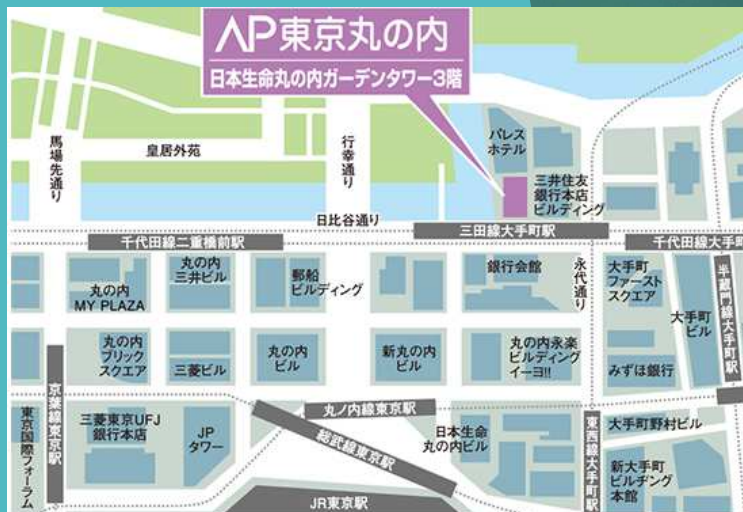 AP東京丸の内
日本生命丸の内ガーデンタワー3階
馬場先通り
皇居外苑
行幸通り
パレス
ホテル
三井住友
銀行本店
ビルディング
日比谷通り
三田線大手町駅
千代田線二重橋前駅
千代田線大手町
丸の内
MY PLAZA
丸の内
三井ビル
郵船
ビルディング
銀行会館
永代通り
大手町
ファースト
スクエア
大手町
ビル
半蔵門線大手町駅
丸の内
ブリック
スクエア
三菱ビル
丸の内
ビル
新丸の内
ビル
丸の内永楽
ビルディング
イーヨ!!
みずほ銀行
京葉線東京駅
東京国際フォーラム
三菱東京UFJ
銀行本店
JP
タワー
丸ノ内線東京駅
総武線東京駅
日本生命
丸の内ビル
東西線大手町駅
大手町野村ビル
新大手町
ビルヂング
本館
JR東京駅